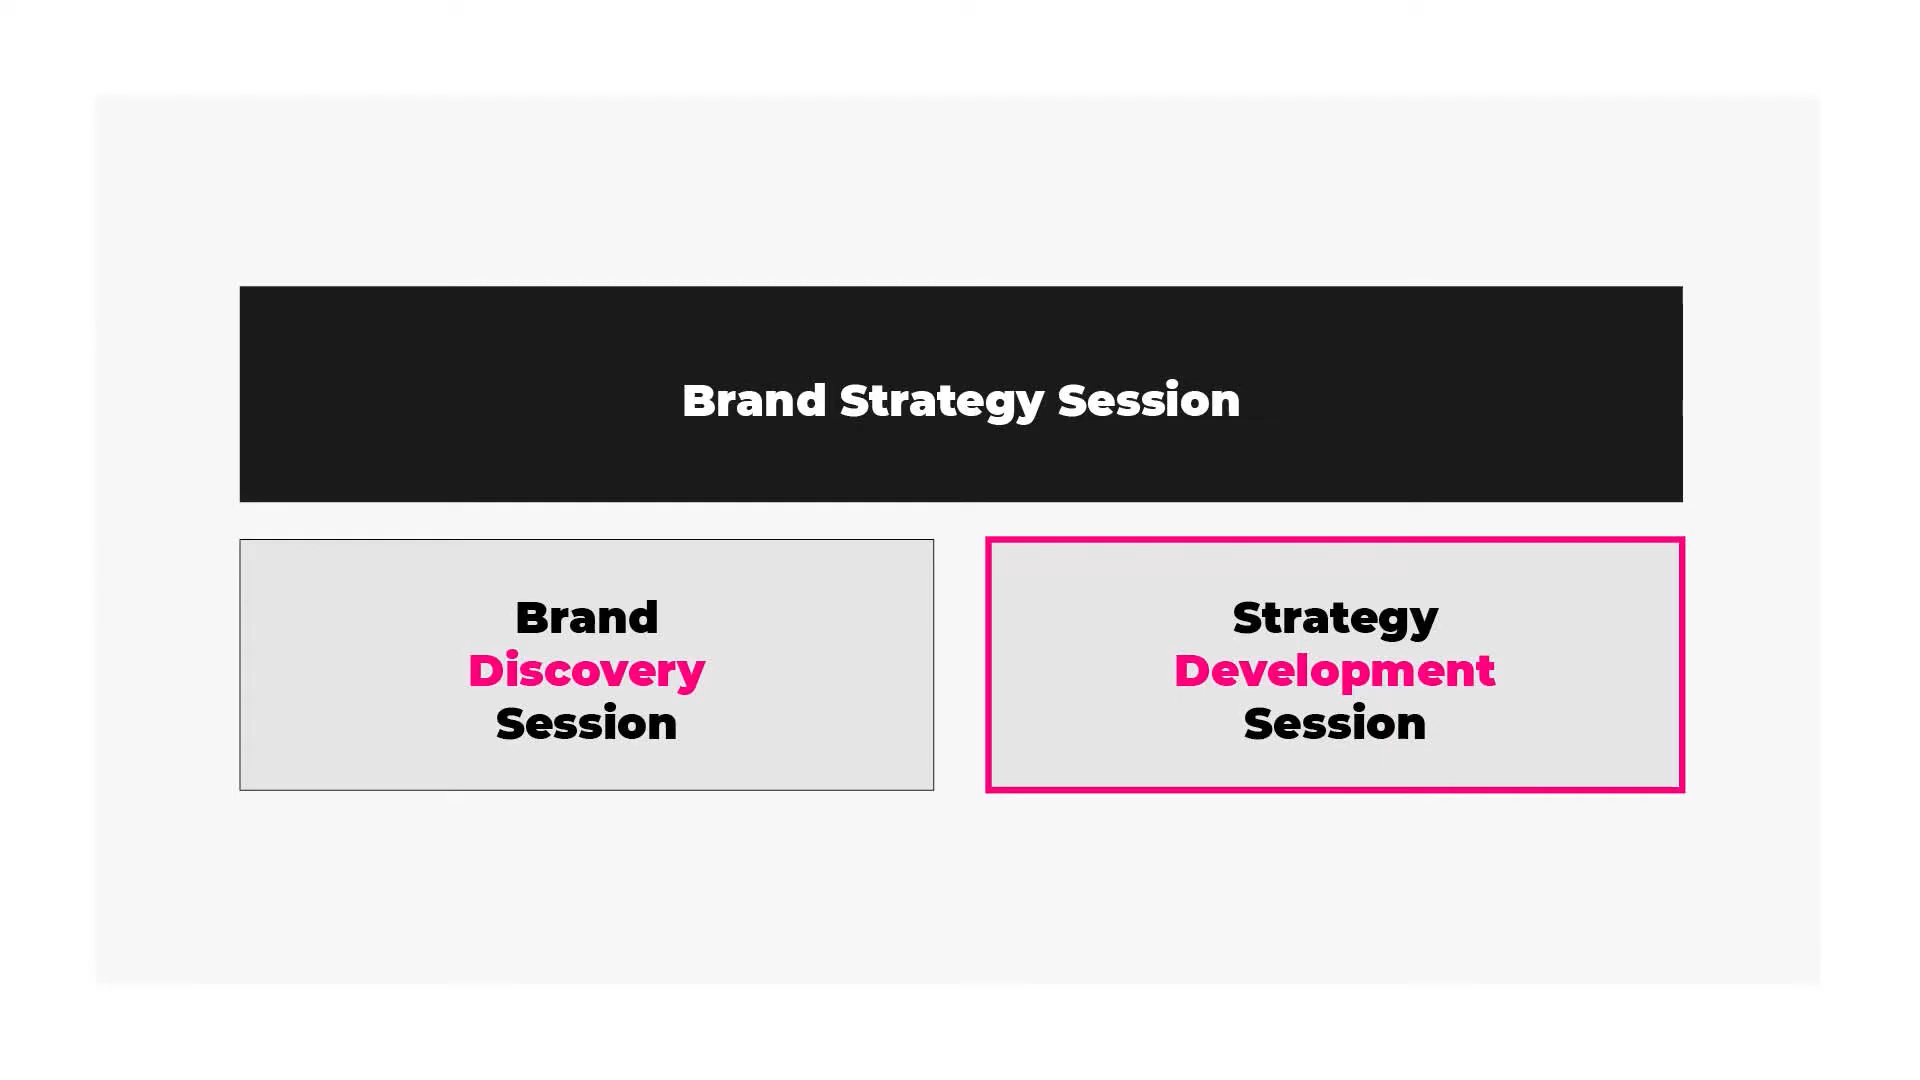 Brand Strategy Session
Brand
Discovery
Session
Strategy
Development
Session